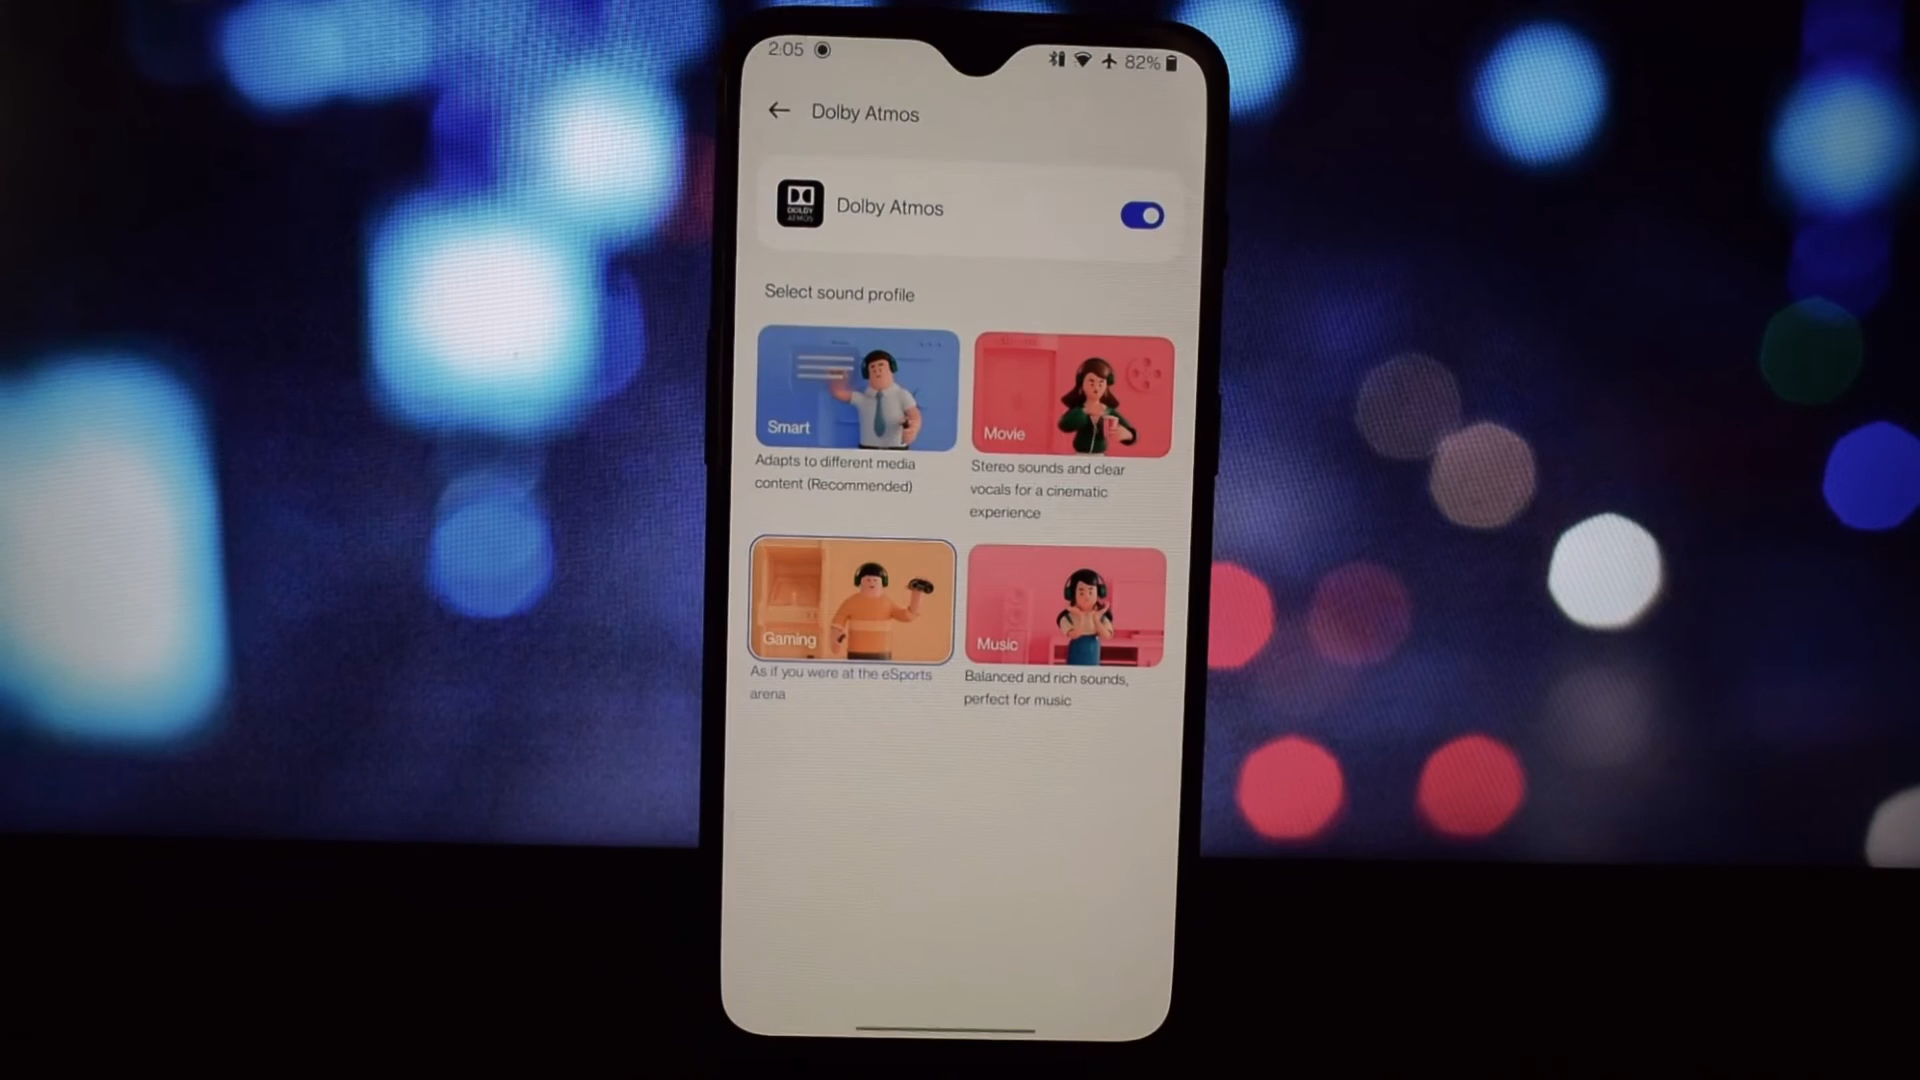 2:05 82%
Dolby Atmos
DOLBY
ATMOS
Dolby Atmos
Select sound profile
Smart
Adapts to different media
content (Recommended)
Movie
Stereo sounds and clear
vocals for a cinematic
experience
Gaming
As if you were at the eSports
arena
Music
Balanced and rich sounds,
perfect for music